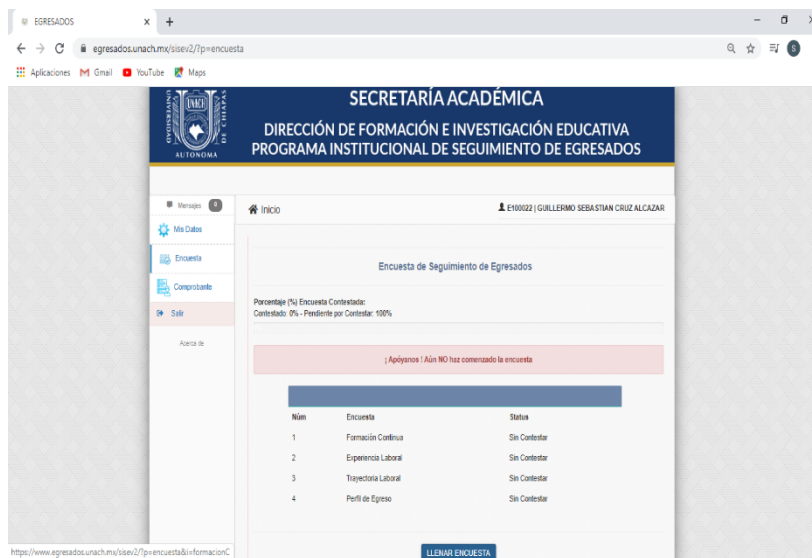 EGRESADOS
egresados.unach.mx/sisev2/?p=encuesta
Aplicaciones Gmail YouTube Maps
S
UNIVERSIDAD UNACH DE CHIAPAS
AUTONOMA
SECRETARÍA ACADÉMICA
DIRECCIÓN DE FORMACIÓN E INVESTIGACIÓN EDUCATIVA
PROGRAMA INSTITUCIONAL DE SEGUIMIENTO DE EGRESADOS
Mensajes 0
Mis Datos
Encuesta
Comprobante
Salir
Acerca de
Inicio
E100022 | GUILLERMO SEBASTIAN CRUZ ALCAZAR
Encuesta de Seguimiento de Egresados
Porcentaje (%) Encuesta Contestada:
Contestado: 0% - Pendiente por Contestar: 100%
¡ Apóyanos ! Aún NO haz comenzado la encuesta
Núm Encuesta Status
1 Formación Continua Sin Contestar
2 Experiencia Laboral Sin Contestar
3 Trayectoria Laboral Sin Contestar
4 Perfil de Egreso Sin Contestar
LLENAR ENCUESTA
https://www.egresados.unach.mx/sisev2/?p=encuesta&i=formacionC